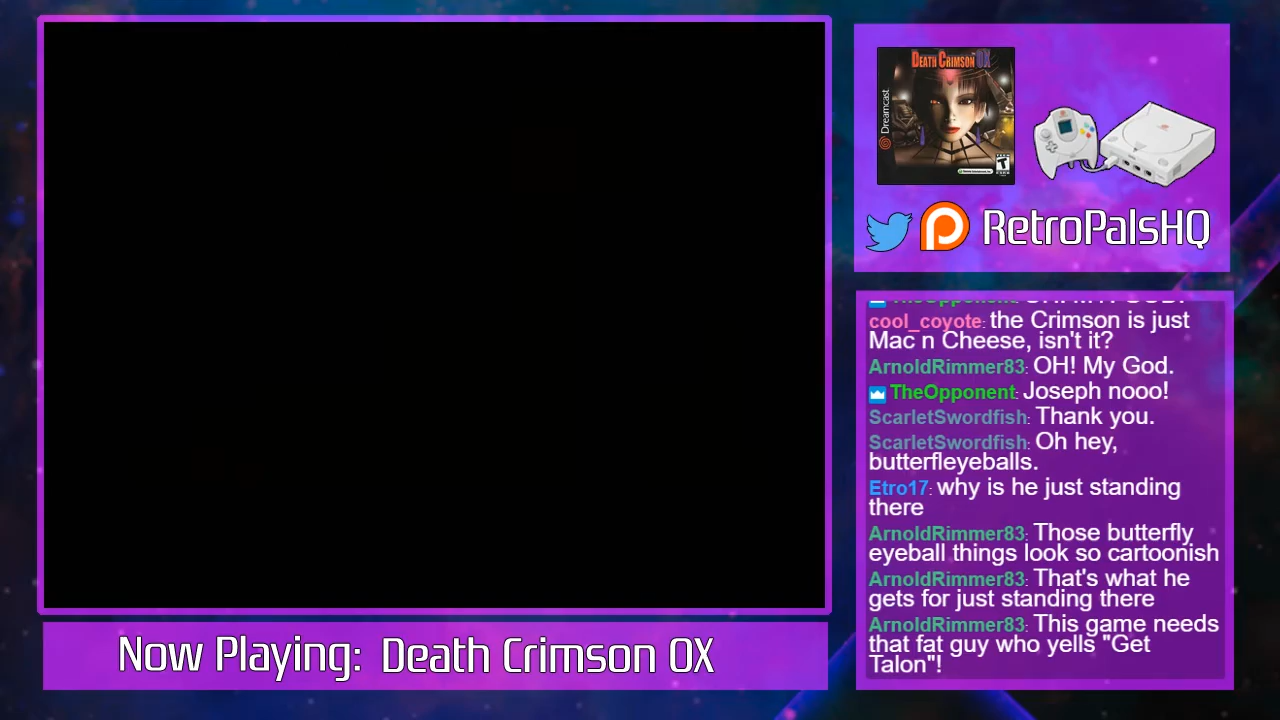 DEATH CRIMSON OX
Dreamcast
RetroPalsHQ
TheOpponent:
cool_coyote: the Crimson is just
Mac n Cheese, isn't it?
ArnoldRimmer83: OH! My God.
TheOpponent: Joseph nooo!
ScarletSwordfish: Thank you.
ScarletSwordfish: Oh hey,
butterfleyeballs.
Etro17: why is he just standing
there
ArnoldRimmer83: Those butterfly
eyeball things look so cartoonish
ArnoldRimmer83: That's what he
gets for just standing there
ArnoldRimmer83: This game needs
that fat guy who yells "Get
Talon"!
Now Playing: Death Crimson OX